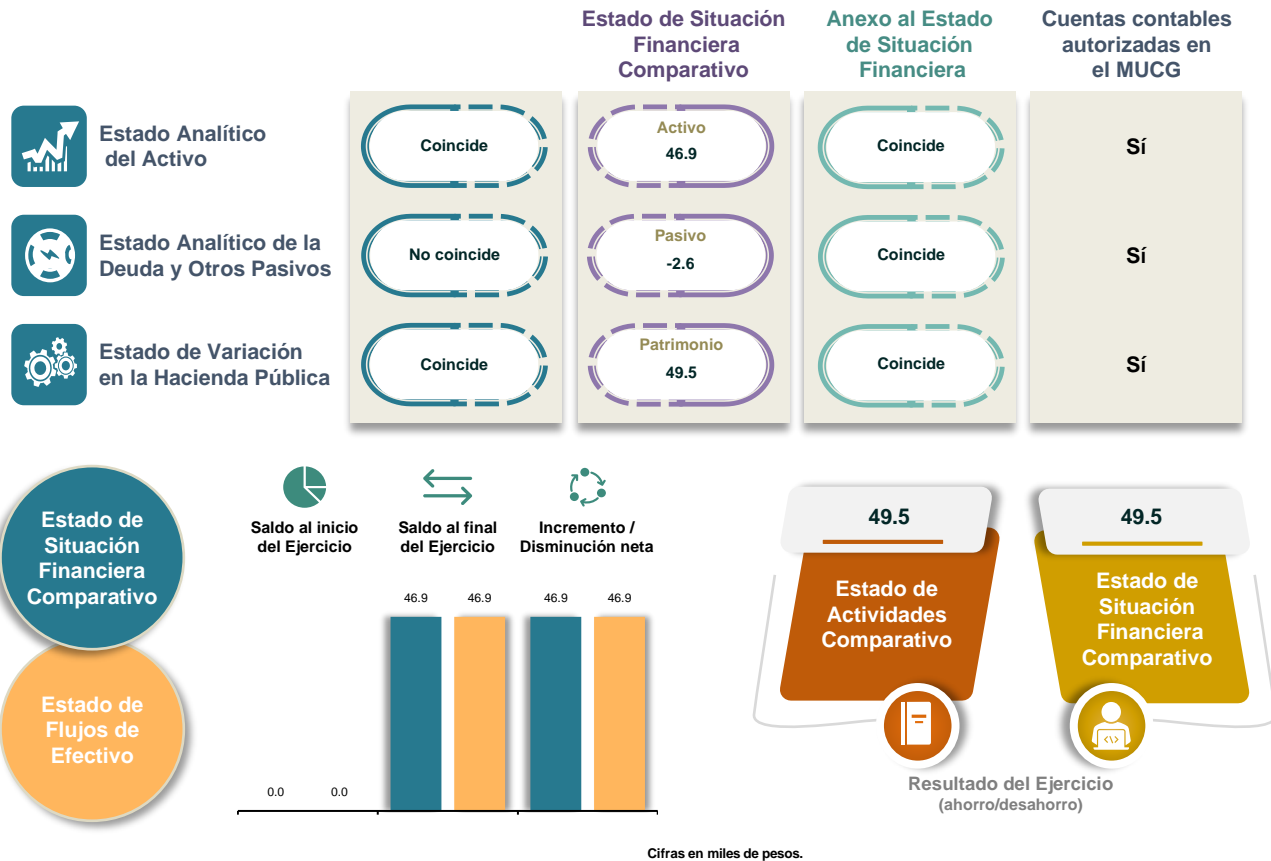 Estado de Situación
Financiera
Comparativo
Anexo al Estado
de Situación
Financiera
Cuentas contables
autorizadas en
el MUCG
Estado Analítico
del Activo
Coincide
Activo
46.9
Coincide
Sí
Estado Analítico de la
Deuda y Otros Pasivos
No coincide
Pasivo
-2.6
Coincide
Sí
Estado de Variación
en la Hacienda Pública
Coincide
Patrimonio
49.5
Coincide
Sí
Estado de
Situación
Financiera
Comparativo
Estado de
Flujos de
Efectivo
Saldo al inicio
del Ejercicio
Saldo al final
del Ejercicio
Incremento /
Disminución neta
0.0
0.0
46.9
46.9
46.9
46.9
49.5
Estado de
Actividades
Comparativo
49.5
Estado de
Situación
Financiera
Comparativo
Resultado del Ejercicio
(ahorro/desahorro)
Cifras en miles de pesos.